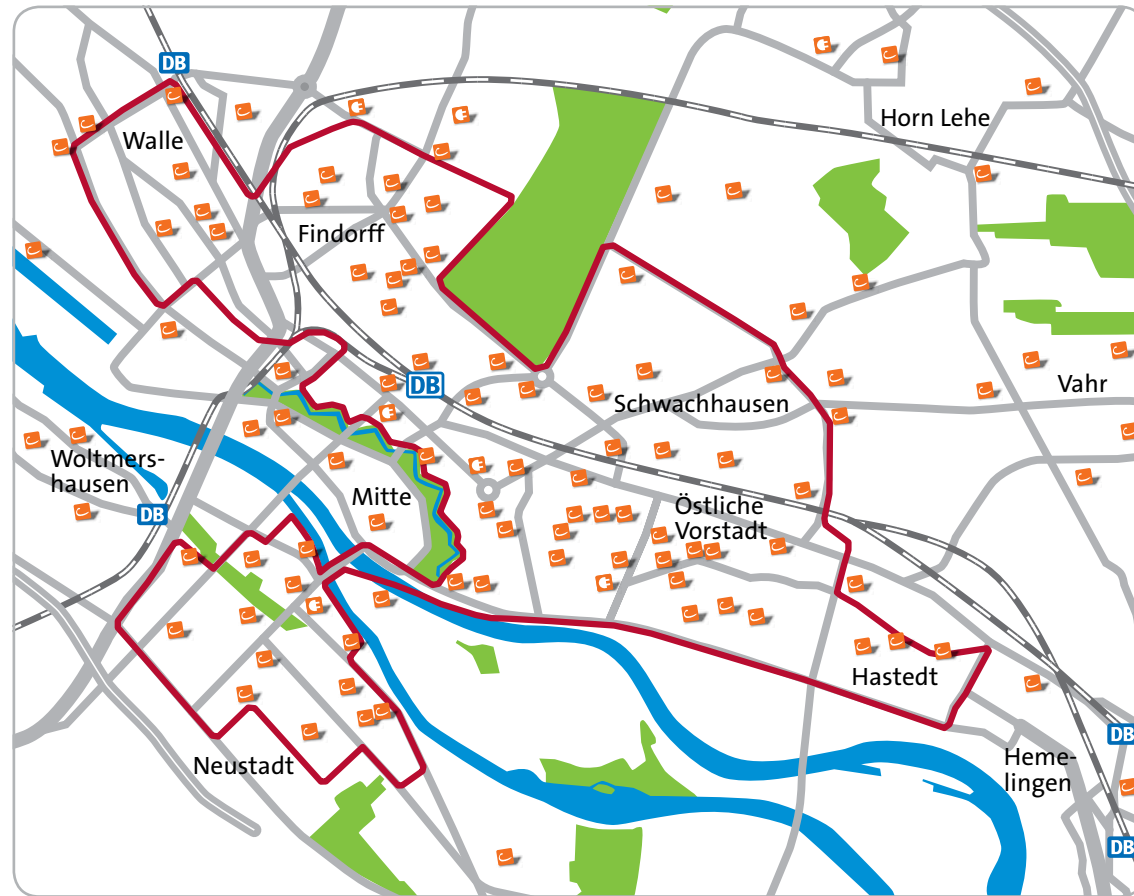 DB
Horn Lehe
Walle
Findorff
DB
Vahr
Schwachhausen
Woltmers-
hausen
Mitte
Östliche
Vorstadt
DB
Hastedt
DB
Neustadt
Heme-
lingen
DB